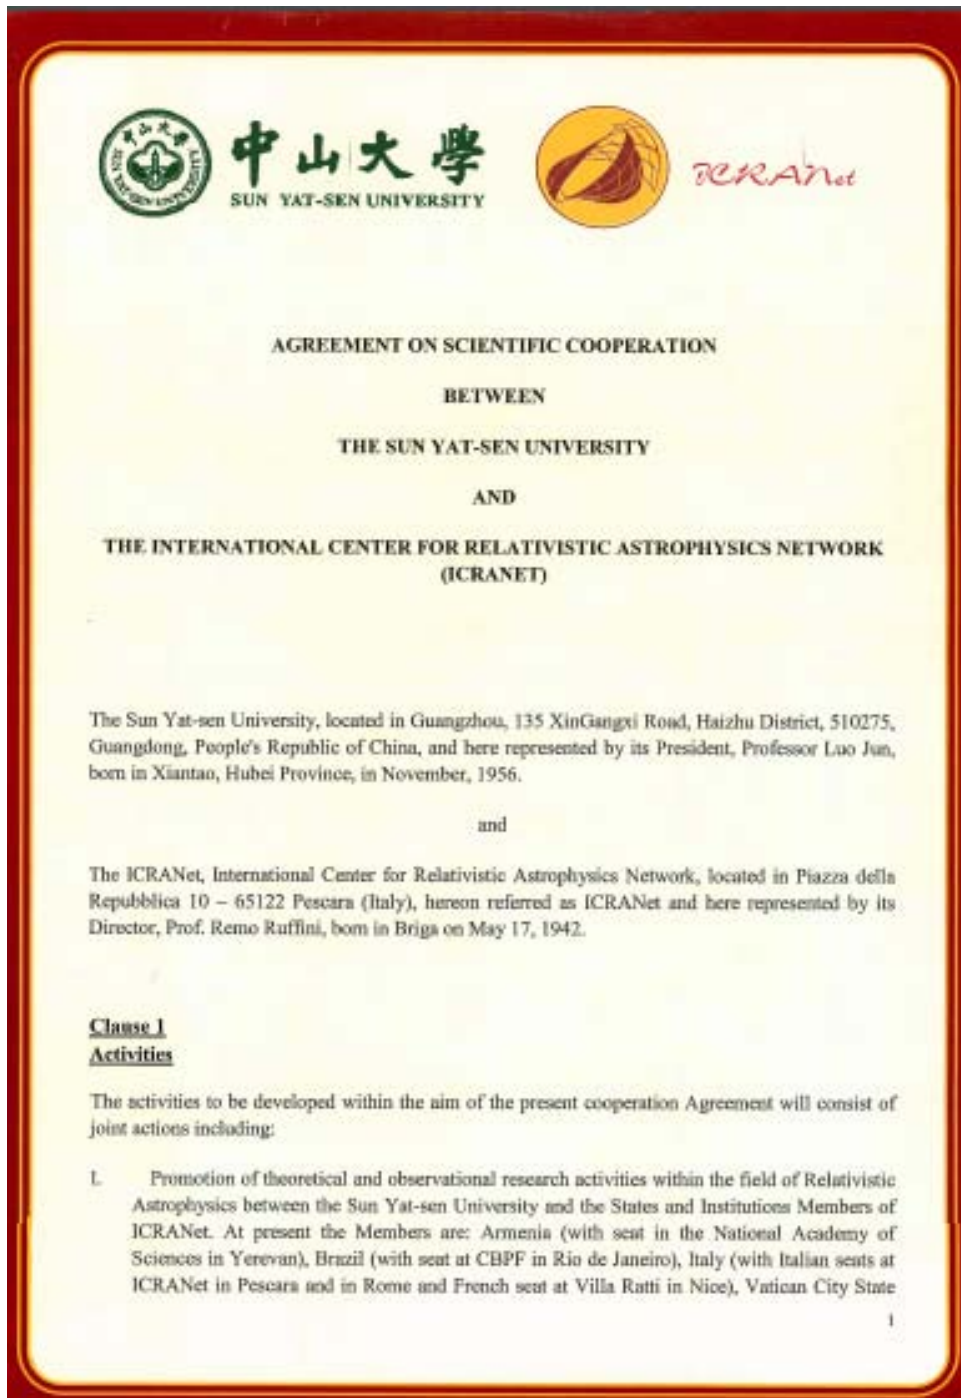 中山大學
SUN YAT-SEN UNIVERSITY
中山大學
SUN YAT-SEN UNIVERSITY
ICRANet
AGREEMENT ON SCIENTIFIC COOPERATION
BETWEEN
THE SUN YAT-SEN UNIVERSITY
AND
THE INTERNATIONAL CENTER FOR RELATIVISTIC ASTROPHYSICS NETWORK
(ICRANET)
The Sun Yat-sen University, located in Guangzhou, 135 XinGangxi Road, Haizhu District, 510275,
Guangdong, People's Republic of China, and here represented by its President, Professor Luo Jun,
born in Xiantao, Hubei Province, in November, 1956.
and
The ICRANet, International Center for Relativistic Astrophysics Network, located in Piazza della
Repubblica 10 – 65122 Pescara (Italy), hereon referred as ICRANet and here represented by its
Director, Prof. Remo Ruffini, born in Briga on May 17, 1942.
Clause 1
Activities
The activities to be developed within the aim of the present cooperation Agreement will consist of
joint actions including:
I. Promotion of theoretical and observational research activities within the field of Relativistic
Astrophysics between the Sun Yat-sen University and the States and Institutions Members of
ICRANet. At present the Members are: Armenia (with seat in the National Academy of
Sciences in Yerevan), Brazil (with seat at CBPF in Rio de Janeiro), Italy (with Italian seats at
ICRANet in Pescara and in Rome and French seat at Villa Ratti in Nice), Vatican City State
1